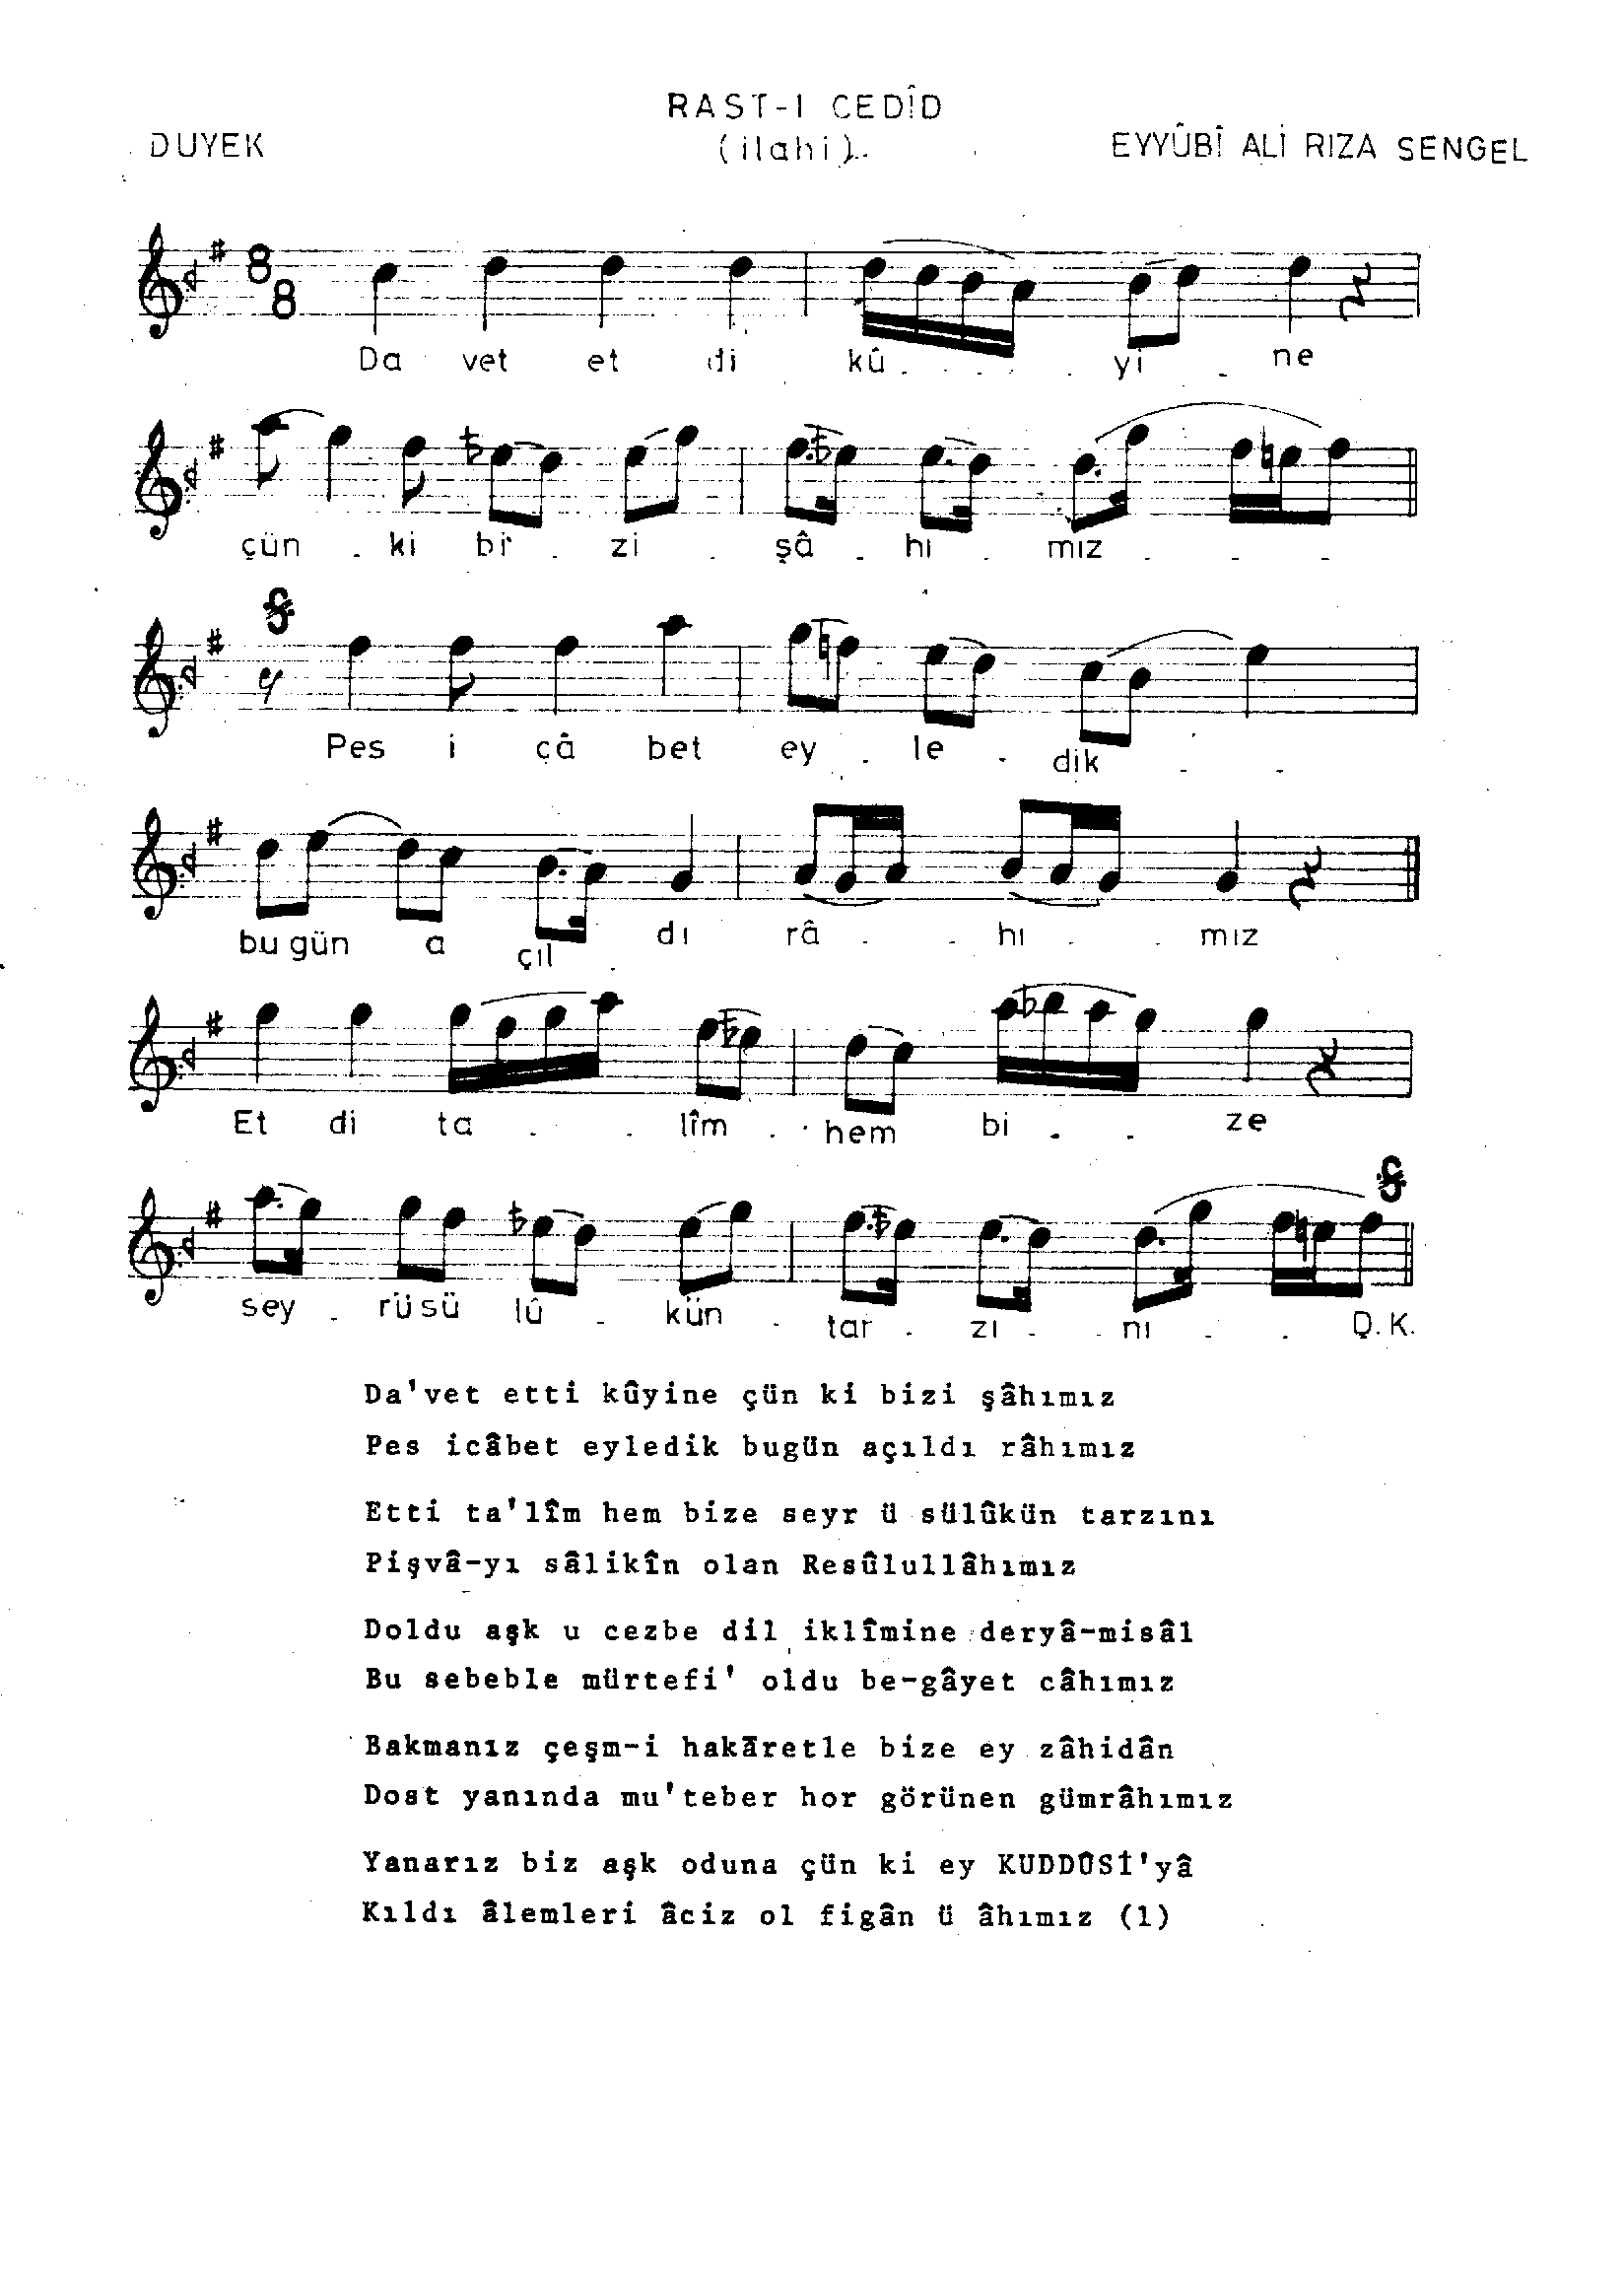 RAST-I CEDÎD
DUYEK (ilahi). EYYÛBÎ ALİ RIZA SENGEL
8
8
Da vet et di kû . . . . yi . ne
çün . ki bi . zi . şâ . hı . mız . . .
Pes i câ bet ey . le . dik . .
bu gün a çıl . dı râ . . hı . . mız
Et di ta . . lîm . . hem bi . . ze
sey . rü sü lû . kün . tar . zı . . nı . . D.K.
Da'vet etti kûyine çün ki bizi şâhımız
Pes icâbet eyledik bugün açıldı râhımız
Etti ta'lîm hem bize seyr ü sülûkün tarzını
Pişvâ-yı sâlikîn olan Resûlullâhımız
Doldu aşk u cezbe dil iklîmine deryâ-misâl
Bu sebeble mürtefi' oldu be-gâyet câhımız
Bakmanız çeşm-i hakāretle bize ey zâhidân
Dost yanında mu'teber hor görünen gümrâhımız
Yanarız biz aşk oduna çün ki ey KUDDÛSİ'yâ
Kıldı âlemleri âciz ol figân ü âhımız (1)